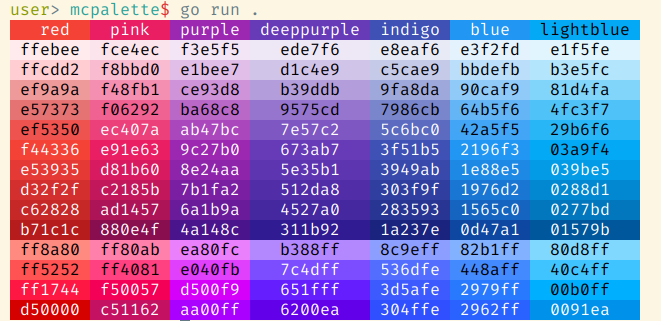 user> mcpalette$ go run .
red pink purple deeppurple indigo blue lightblue
ffebee fce4ec f3e5f5 ede7f6 e8eaf6 e3f2fd e1f5fe
ffcdd2 f8bbd0 e1bee7 d1c4e9 c5cae9 bbdefb b3e5fc
ef9a9a f48fb1 ce93d8 b39ddb 9fa8da 90caf9 81d4fa
e57373 f06292 ba68c8 9575cd 7986cb 64b5f6 4fc3f7
ef5350 ec407a ab47bc 7e57c2 5c6bc0 42a5f5 29b6f6
f44336 e91e63 9c27b0 673ab7 3f51b5 2196f3 03a9f4
e53935 d81b60 8e24aa 5e35b1 3949ab 1e88e5 039be5
d32f2f c2185b 7b1fa2 512da8 303f9f 1976d2 0288d1
c62828 ad1457 6a1b9a 4527a0 283593 1565c0 0277bd
b71c1c 880e4f 4a148c 311b92 1a237e 0d47a1 01579b
ff8a80 ff80ab ea80fc b388ff 8c9eff 82b1ff 80d8ff
ff5252 ff4081 e040fb 7c4dff 536dfe 448aff 40c4ff
ff1744 f50057 d500f9 651fff 3d5afe 2979ff 00b0ff
d50000 c51162 aa00ff 6200ea 304ffe 2962ff 0091ea